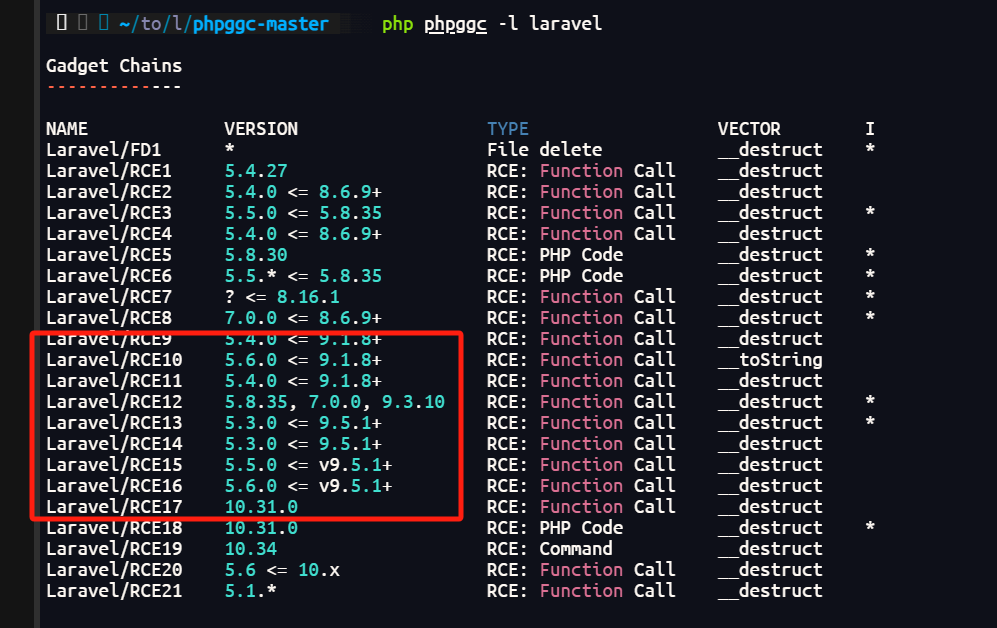 ~/to/l/phpggc-master php phpggc -l laravel
Gadget Chains
-------------
NAME VERSION TYPE VECTOR I
Laravel/FD1 * File delete __destruct *
Laravel/RCE1 5.4.27 RCE: Function Call __destruct
Laravel/RCE2 5.4.0 <= 8.6.9+ RCE: Function Call __destruct
Laravel/RCE3 5.5.0 <= 5.8.35 RCE: Function Call __destruct *
Laravel/RCE4 5.4.0 <= 8.6.9+ RCE: Function Call __destruct
Laravel/RCE5 5.8.30 RCE: PHP Code __destruct *
Laravel/RCE6 5.5.* <= 5.8.35 RCE: PHP Code __destruct *
Laravel/RCE7 ? <= 8.16.1 RCE: Function Call __destruct *
Laravel/RCE8 7.0.0 <= 8.6.9+ RCE: Function Call __destruct *
Laravel/RCE9 5.4.0 <= 9.1.8+ RCE: Function Call __destruct
Laravel/RCE10 5.6.0 <= 9.1.8+ RCE: Function Call __toString
Laravel/RCE11 5.4.0 <= 9.1.8+ RCE: Function Call __destruct
Laravel/RCE12 5.8.35, 7.0.0, 9.3.10 RCE: Function Call __destruct *
Laravel/RCE13 5.3.0 <= 9.5.1+ RCE: Function Call __destruct *
Laravel/RCE14 5.3.0 <= 9.5.1+ RCE: Function Call __destruct
Laravel/RCE15 5.5.0 <= v9.5.1+ RCE: Function Call __destruct
Laravel/RCE16 5.6.0 <= v9.5.1+ RCE: Function Call __destruct
Laravel/RCE17 10.31.0 RCE: Function Call __destruct
Laravel/RCE18 10.31.0 RCE: PHP Code __destruct *
Laravel/RCE19 10.34 RCE: Command __destruct
Laravel/RCE20 5.6 <= 10.x RCE: Function Call __destruct
Laravel/RCE21 5.1.* RCE: Function Call __destruct